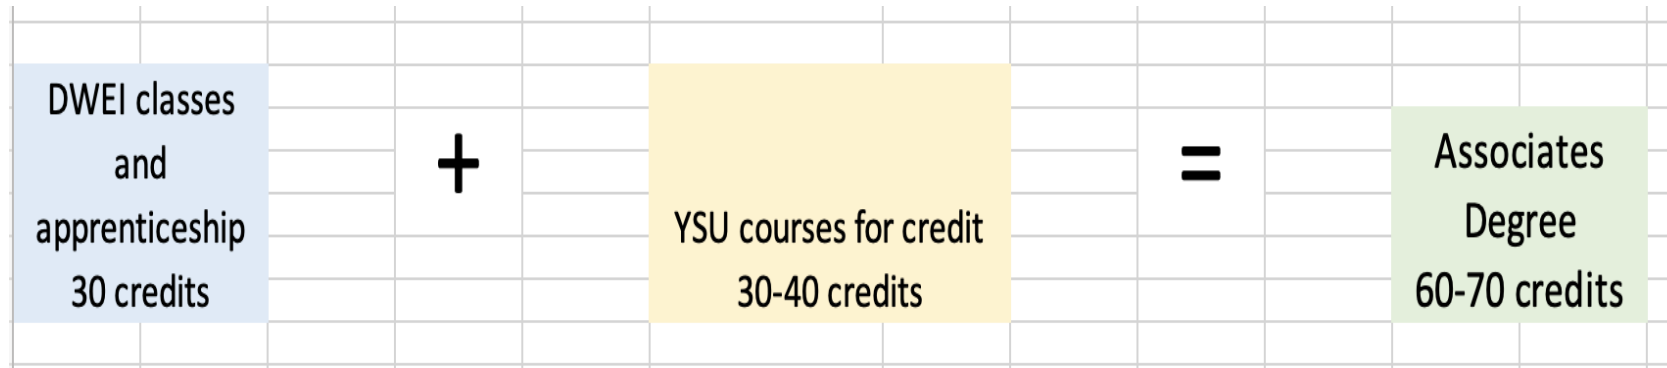 DWEI classes
and
apprenticeship
30 credits
+
YSU courses for credit
30-40 credits
=
Associates
Degree
60-70 credits